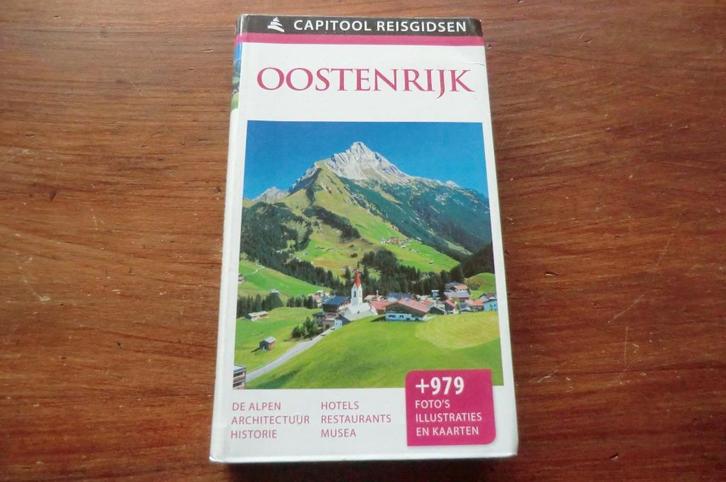 CAPITOOL REISGIDSEN
OOSTENRIJK
DE ALPEN
ARCHITECTUUR
HISTORIE
HOTELS
RESTAURANTS
MUSEA
+979
FOTO'S
ILLUSTRATIES
EN KAARTEN